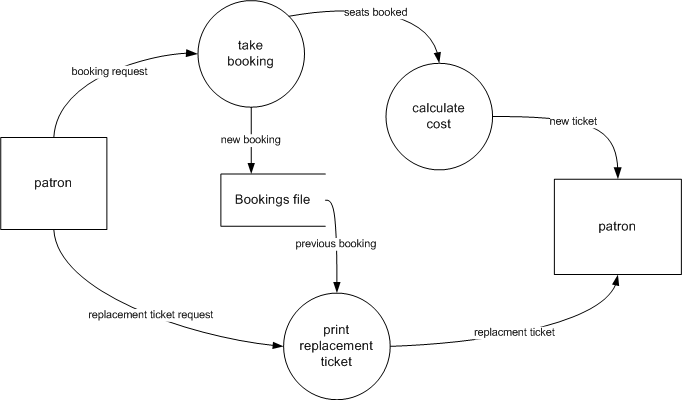 seats booked
take
booking
booking request
calculate
cost
new ticket
new booking
patron
Bookings file
patron
previous booking
replacement ticket request
print
replacement
ticket
replacment ticket